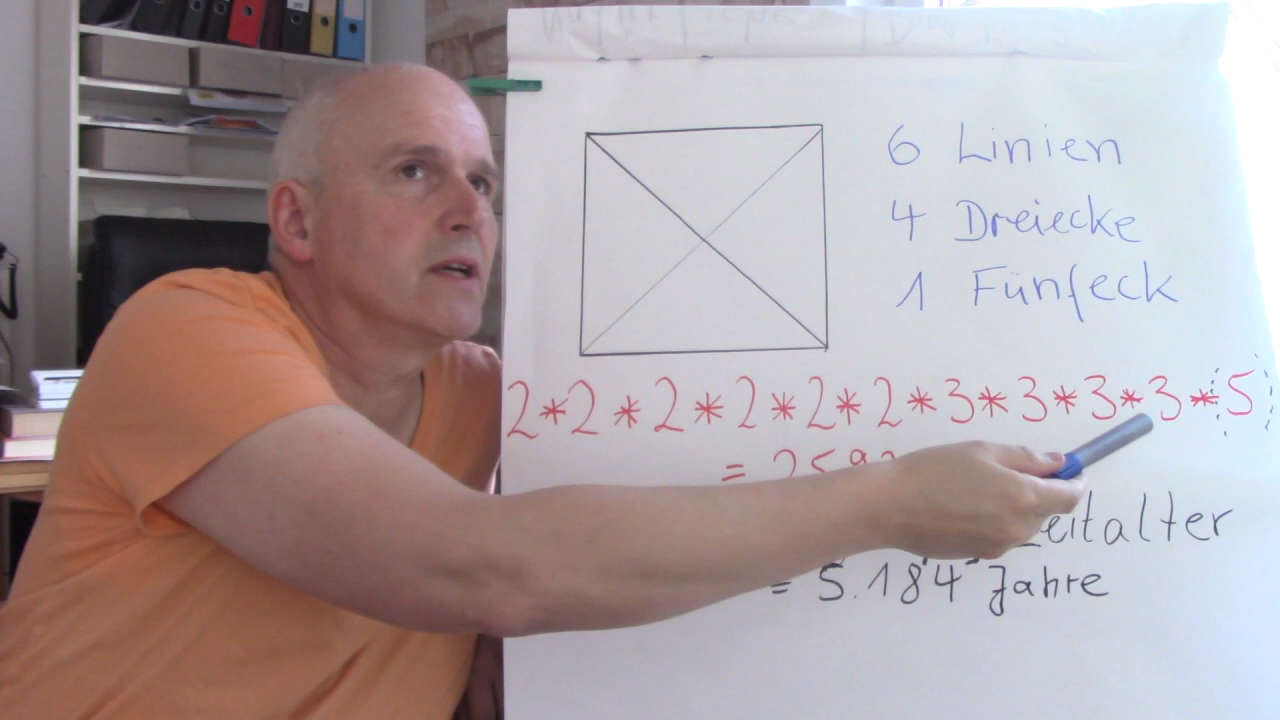 6 Linien
4 Dreiecke
1 Fünfeck
2 * 2 * 2 * 2 * 2 * 2 * 3 * 3 * 3 * 3 * 5
= 2592
= 5.184 Jahre